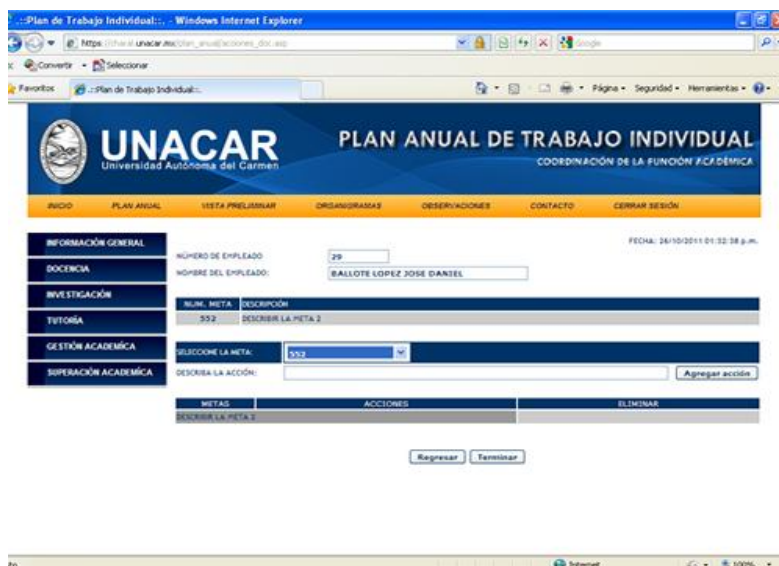 .::Plan de Trabajo Individual::. - Windows Internet Explorer
Google
Convertir Seleccionar
Favoritos .::Plan de Trabajo Individual::. Página Seguridad Herramientas
UNACAR
Universidad Autónoma del Carmen
PLAN ANUAL DE TRABAJO INDIVIDUAL
COORDINACIÓN DE LA FUNCIÓN ACADÉMICA
INICIO PLAN ANUAL VISTA PRELIMINAR ORGANIGRAMAS OBSERVACIONES CONTACTO CERRAR SESIÓN
INFORMACIÓN GENERAL
DOCENCIA
INVESTIGACIÓN
TUTORÍA
GESTIÓN ACADEMÍCA
SUPERACIÓN ACADEMÍCA
FECHA: 26/10/2011 01:32:38 p.m.
NÚMERO DE EMPLEADO 29
NOMBRE DEL EMPLEADO: BALLOTE LOPEZ JOSE DANIEL
NUM. META DESCRIPCIÓN
552 DESCRIBIR LA META 2
SELECCIONE LA META: 552
DESCRIBA LA ACCIÓN: Agregar acción
METAS ACCIONES ELIMINAR
DESCRIBIR LA META 2
Regresar Terminar
Internet 100%